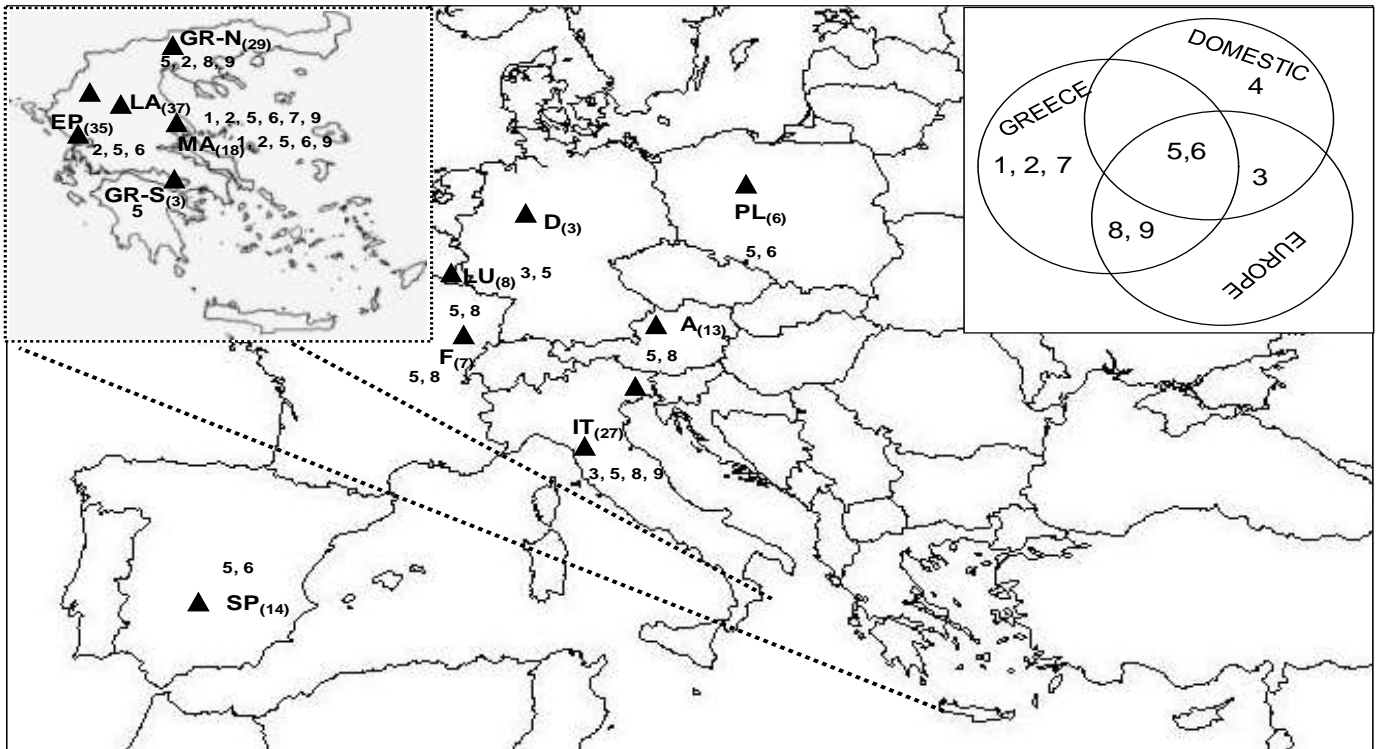 GR-N(29)
5, 2, 8, 9
LA(37)
1, 2, 5, 6, 7, 9
EP(35)
2, 5, 6
MA(18)
1, 2, 5, 6, 9
GR-S(3)
5
D(3)
3, 5
PL(6)
5, 6
LU(8)
5, 8
F(7)
5, 8
A(13)
5, 8
IT(27)
3, 5, 8, 9
5, 6
SP(14)
DOMESTIC
4
GREECE
1, 2, 7
5,6
3
8, 9
EUROPE